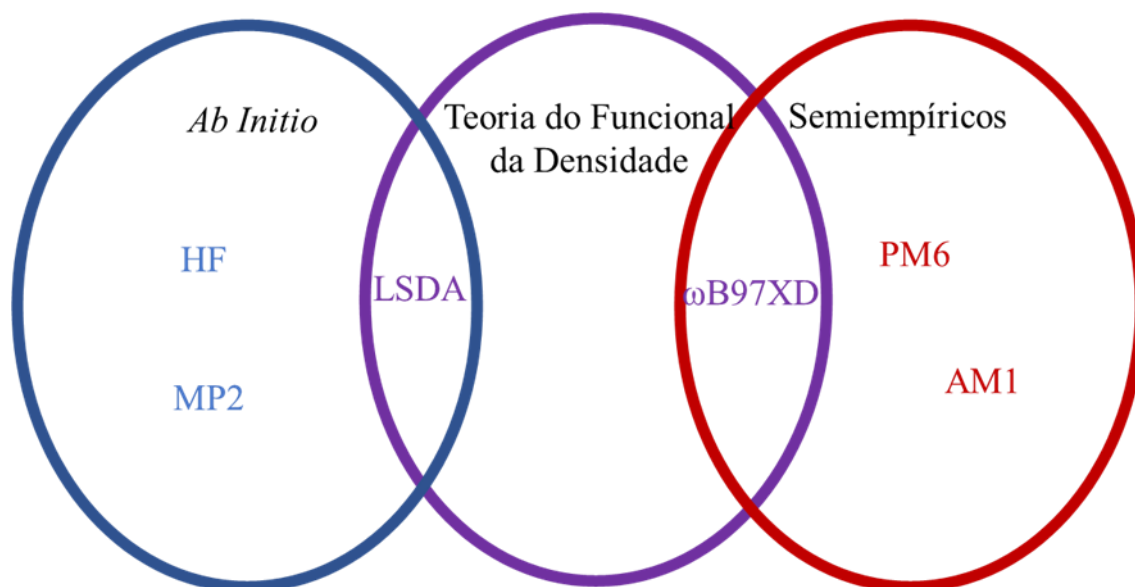 Ab Initio
Teoria do Funcional
da Densidade
Semiempíricos
HF
LSDA
ωB97XD
PM6
MP2
AM1